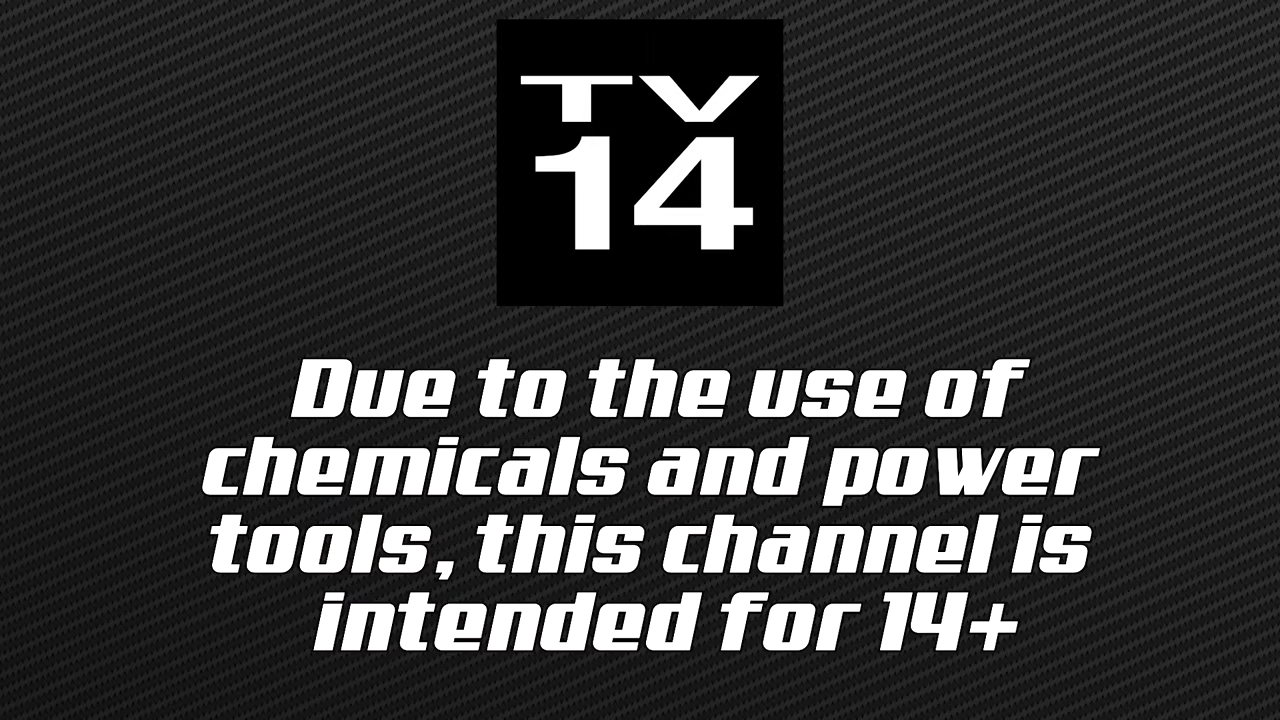 TV
14
Due to the use of
chemicals and power
tools, this channel is
intended for 14+